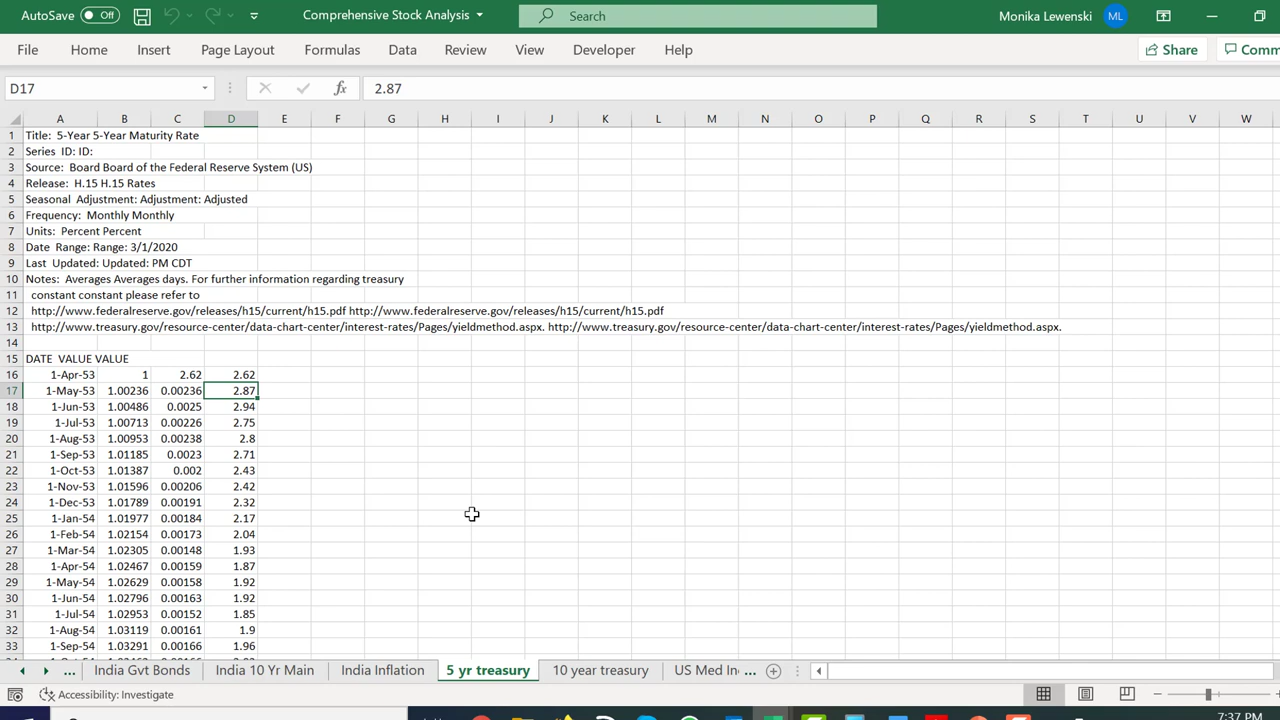 AutoSave Off Comprehensive Stock Analysis Search Monika Lewenski ML
File Home Insert Page Layout Formulas Data Review View Developer Help Share Comm
D17 fx 2.87
A B C D E F G H I J K L M N O P Q R S T U V W
1 Title: 5-Year 5-Year Maturity Rate
2 Series ID: ID:
3 Source: Board Board of the Federal Reserve System (US)
4 Release: H.15 H.15 Rates
5 Seasonal Adjustment: Adjustment: Adjusted
6 Frequency: Monthly Monthly
7 Units: Percent Percent
8 Date Range: Range: 3/1/2020
9 Last Updated: Updated: PM CDT
10 Notes: Averages Averages days. For further information regarding treasury
11 constant constant please refer to
12 http://www.federalreserve.gov/releases/h15/current/h15.pdf http://www.federalreserve.gov/releases/h15/current/h15.pdf
13 http://www.treasury.gov/resource-center/data-chart-center/interest-rates/Pages/yieldmethod.aspx. http://www.treasury.gov/resource-center/data-chart-center/interest-rates/Pages/yieldmethod.aspx.
14
15 DATE VALUE VALUE
16 1-Apr-53 1 2.62 2.62
17 1-May-53 1.00236 0.00236 2.87
18 1-Jun-53 1.00486 0.0025 2.94
19 1-Jul-53 1.00713 0.00226 2.75
20 1-Aug-53 1.00953 0.00238 2.8
21 1-Sep-53 1.01185 0.0023 2.71
22 1-Oct-53 1.01387 0.002 2.43
23 1-Nov-53 1.01596 0.00206 2.42
24 1-Dec-53 1.01789 0.00191 2.32
25 1-Jan-54 1.01977 0.00184 2.17
26 1-Feb-54 1.02154 0.00173 2.04
27 1-Mar-54 1.02305 0.00148 1.93
28 1-Apr-54 1.02467 0.00159 1.87
29 1-May-54 1.02629 0.00158 1.92
30 1-Jun-54 1.02796 0.00163 1.92
31 1-Jul-54 1.02953 0.00152 1.85
32 1-Aug-54 1.03119 0.00161 1.9
33 1-Sep-54 1.03291 0.00166 1.96
... India Gvt Bonds India 10 Yr Main India Inflation 5 yr treasury 10 year treasury US Med In ...
Accessibility: Investigate
7:37 PM